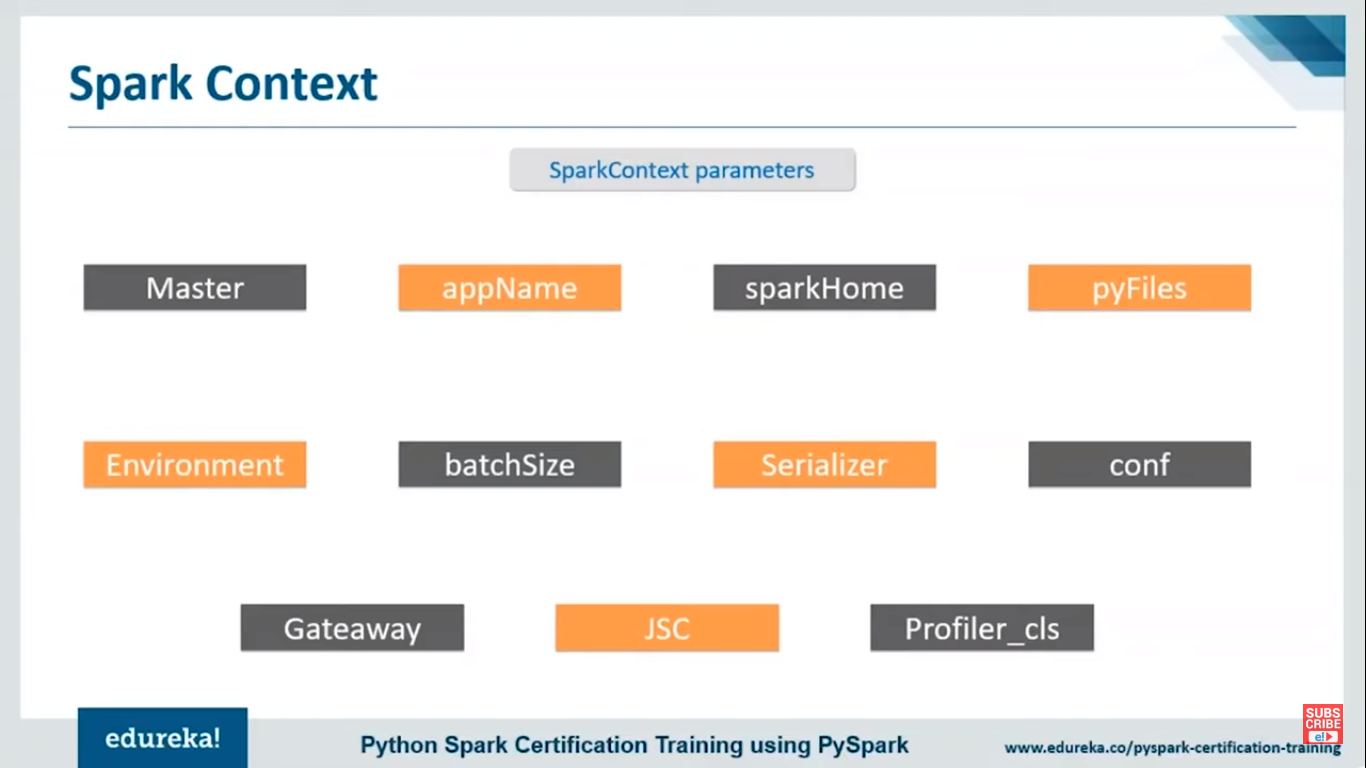 Spark Context
SparkContext parameters
Master
appName
sparkHome
pyFiles
Environment
batchSize
Serializer
conf
Gateaway
JSC
Profiler_cls
edureka!
Python Spark Certification Training using PySpark
www.edureka.co/pyspark-certification-training
SUBS
CRIBE
e!